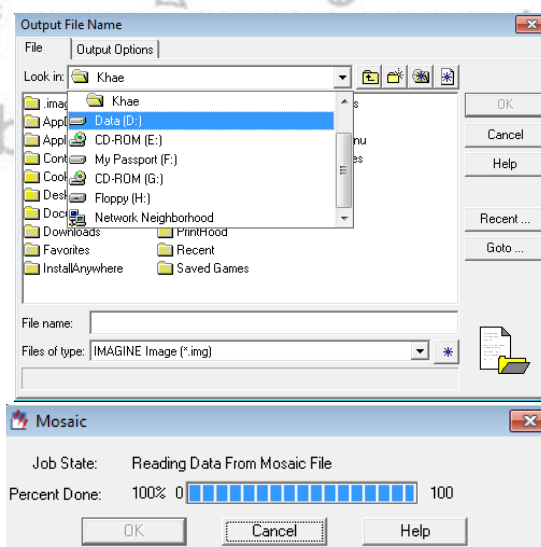 Output File Name
File Output Options
Look in: Khae
.imag Khae s
Data (D:)
Appl CD-ROM (E:) nu
Cont My Passport (F:) es
CD-ROM (G:)
Desk Floppy (H:)
Docu Network Neighborhood
Downloads PrintHood
Favorites Recent
InstallAnywhere Saved Games
OK
Cancel
Help
Recent ...
Goto ...
File name:
Files of type: IMAGINE Image (*.img)
Mosaic
Job State: Reading Data From Mosaic File
Percent Done: 100% 0 100
OK Cancel Help